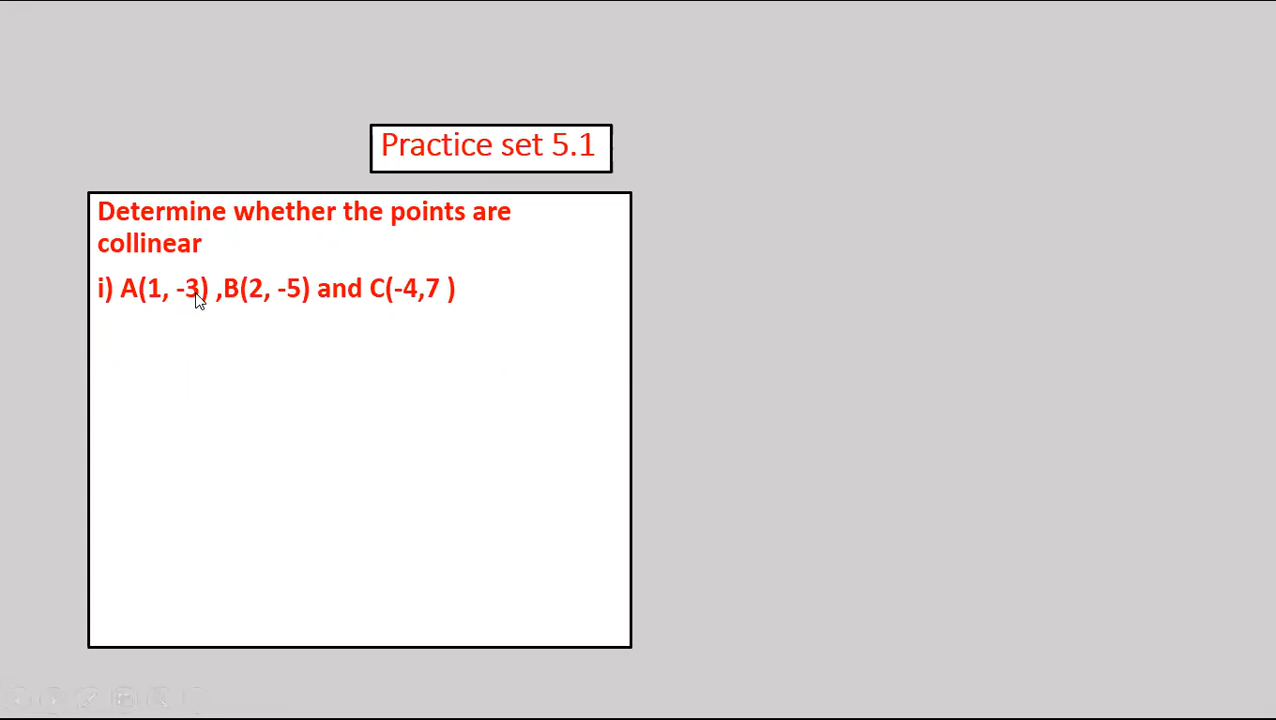 Practice set 5.1
Determine whether the points are
collinear
i) A(1, -3) ,B(2, -5) and C(-4,7 )